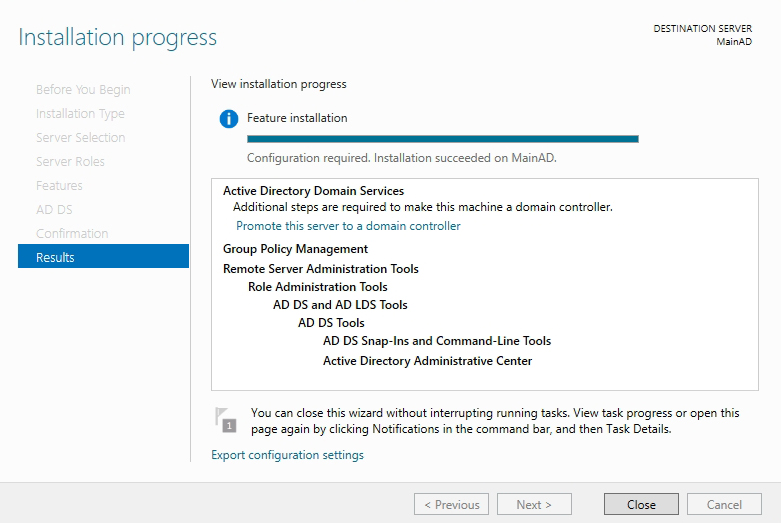 Installation progress
DESTINATION SERVER
MainAD
Before You Begin
Installation Type
Server Selection
Server Roles
Features
AD DS
Confirmation
Results
View installation progress
Feature installation
Configuration required. Installation succeeded on MainAD.
Active Directory Domain Services
Additional steps are required to make this machine a domain controller.
Promote this server to a domain controller
Group Policy Management
Remote Server Administration Tools
Role Administration Tools
AD DS and AD LDS Tools
AD DS Tools
AD DS Snap-Ins and Command-Line Tools
Active Directory Administrative Center
1
You can close this wizard without interrupting running tasks. View task progress or open this
page again by clicking Notifications in the command bar, and then Task Details.
Export configuration settings
< Previous
Next >
Close
Cancel